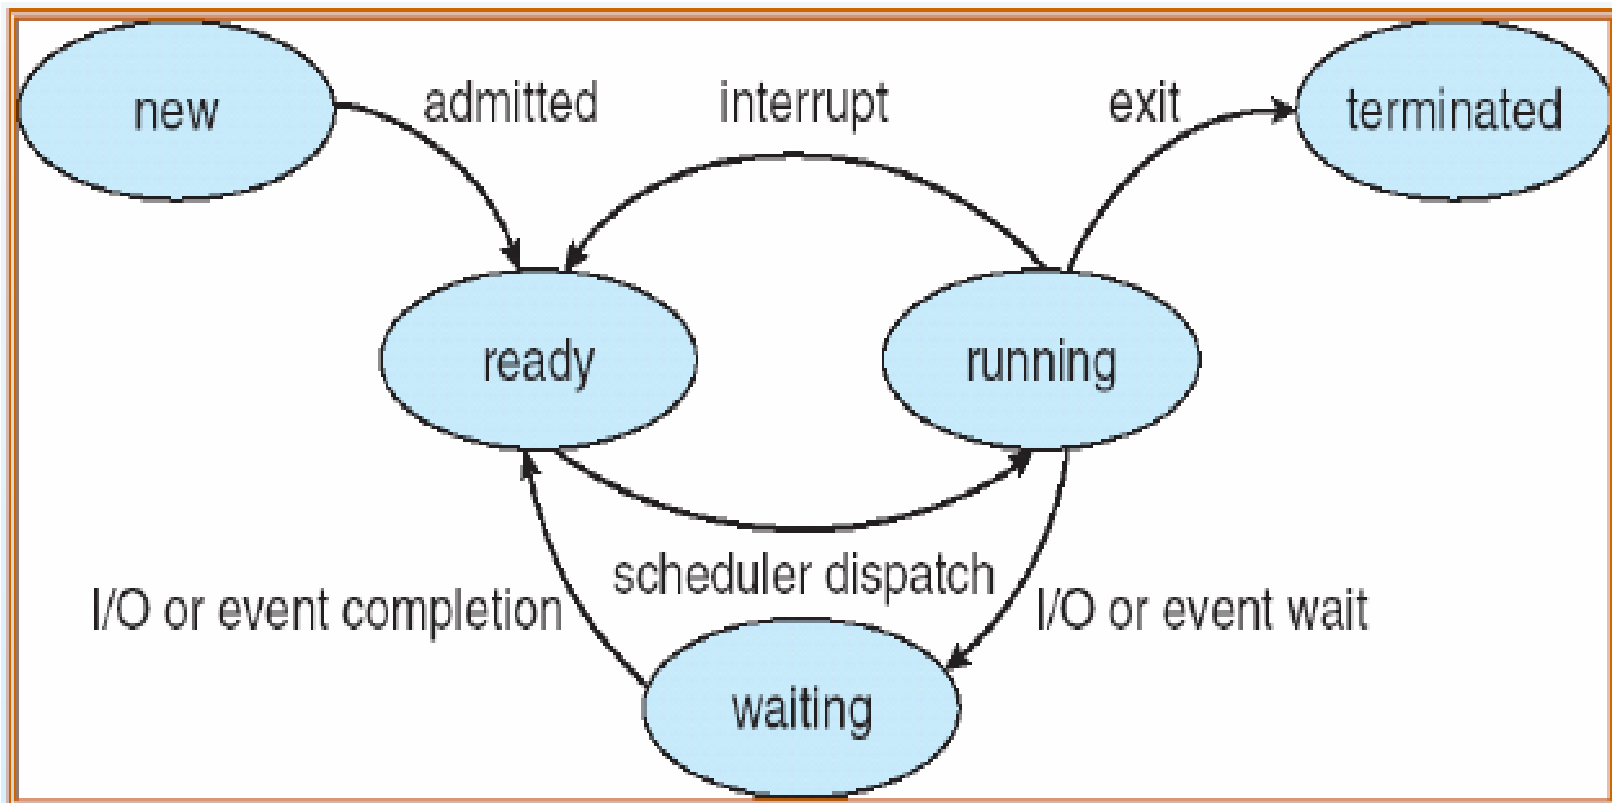 new
admitted
interrupt
exit
terminated
ready
running
scheduler dispatch
I/O or event completion
I/O or event wait
waiting